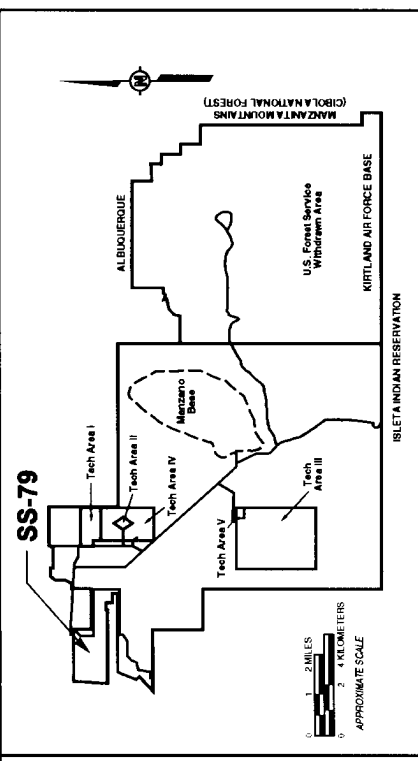 SS-79
Tech Area I
Tech Area II
Tech Area IV
ALBUQUERQUE
MANZANITA MOUNTAINS
(CIBOLA NATIONAL FOREST)
N
Manzano
Base
Tech Area V
Tech
Area III
U.S. Forest Service
Withdrawn Area
KIRTLAND AIR FORCE BASE
ISLETA INDIAN RESERVATION
0 1 2 MILES
0 2 4 KILOMETERS
APPROXIMATE SCALE